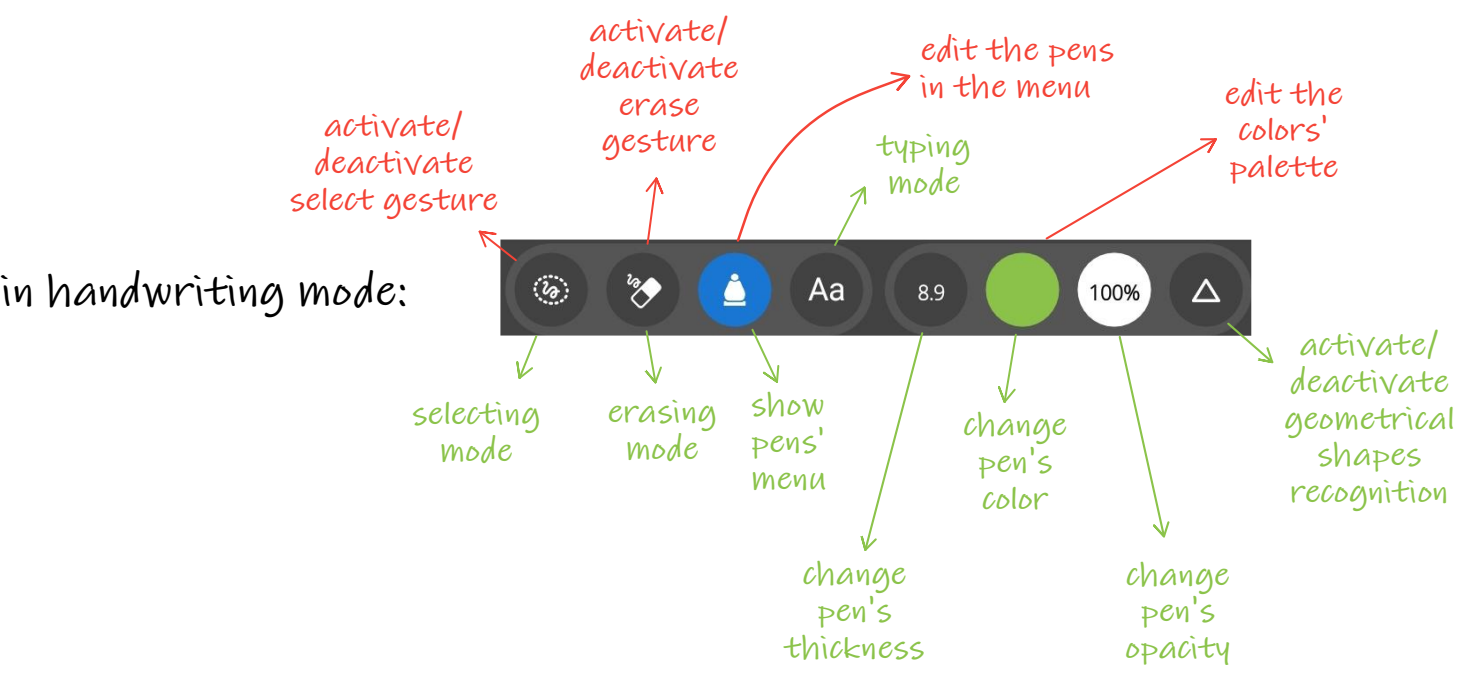 activate/
deactivate
erase
gesture
edit the pens
in the menu
edit the
colors'
palette
activate/
deactivate
select gesture
typing
mode
in handwriting mode:
Aa
8.9
100%
selecting
mode
erasing
mode
show
pens'
menu
change
pen's
color
activate/
deactivate
geometrical
shapes
recognition
change
pen's
thickness
change
pen's
opacity